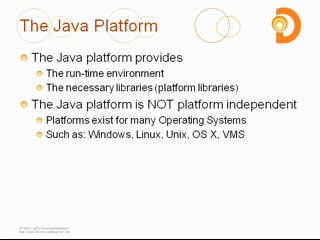 The Java Platform
The Java platform provides
The run-time environment
The necessary libraries (platform libraries)
The Java platform is NOT platform independent
Platforms exist for many Operating Systems
Such as: Windows, Linux, Unix, OS X, VMS